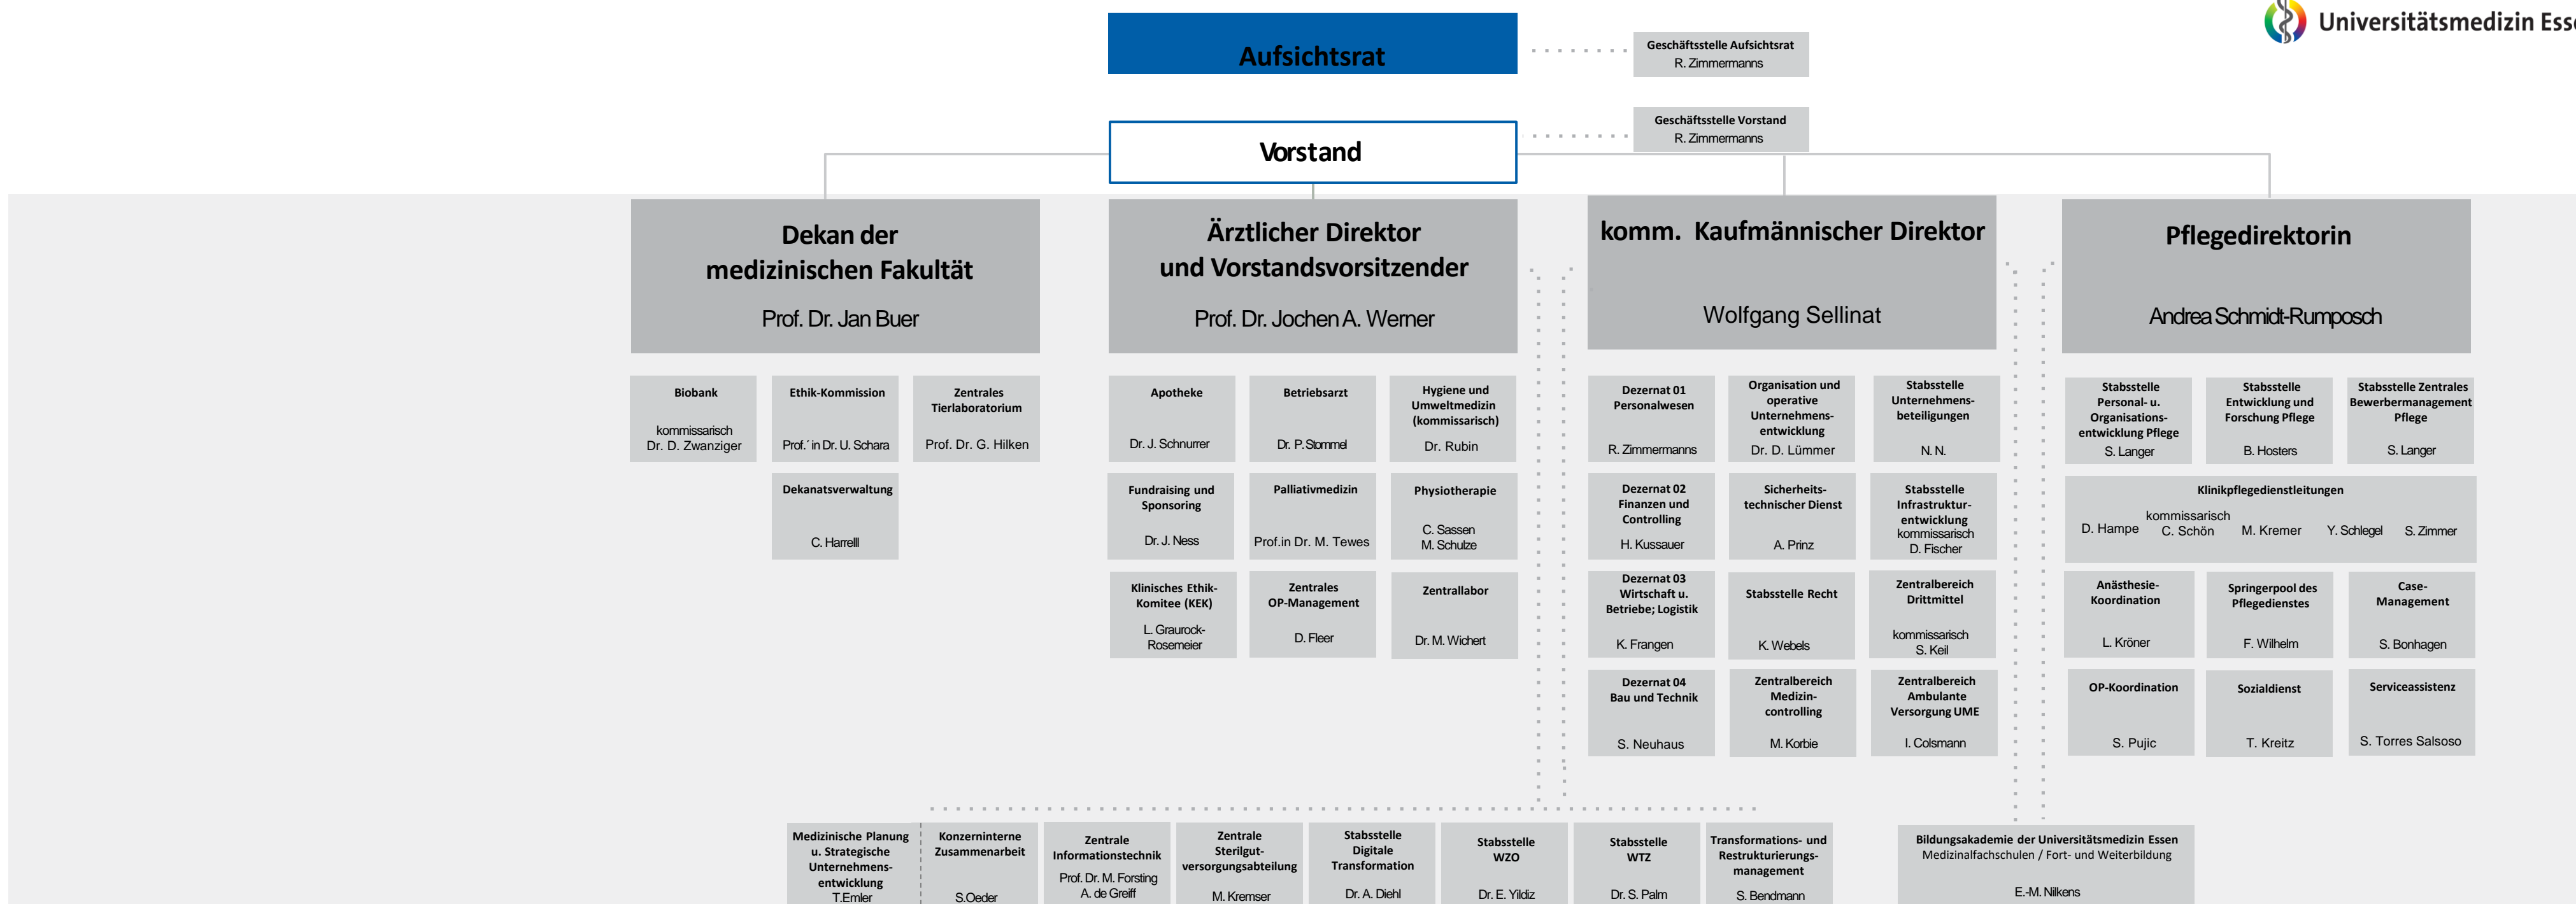 Universitätsmedizin Ess
Aufsichtsrat
Geschäftsstelle Aufsichtsrat
R. Zimmermanns
Geschäftsstelle Vorstand
R. Zimmermanns
Vorstand
Dekan der
medizinischen Fakultät
Prof. Dr. Jan Buer
Ärztlicher Direktor
und Vorstandsvorsitzender
Prof. Dr. Jochen A. Werner
komm. Kaufmännischer Direktor
Wolfgang Sellinat
Pflegedirektorin
Andrea Schmidt-Rumposch
Biobank
kommissarisch
Dr. D. Zwanziger
Ethik-Kommission
Prof.´in Dr. U. Schara
Zentrales
Tierlaboratorium
Prof. Dr. G. Hilken
Dekanatsverwaltung
C. Harrelll
Apotheke
Dr. J. Schnurrer
Betriebsarzt
Dr. P. Stommel
Hygiene und
Umweltmedizin
(kommissarisch)
Dr. Rubin
Fundraising und
Sponsoring
Dr. J. Ness
Palliativmedizin
Prof.in Dr. M. Tewes
Physiotherapie
C. Sassen
M. Schulze
Klinisches Ethik-
Komitee (KEK)
L. Graurock-
Rosemeier
Zentrales
OP-Management
D. Fleer
Zentrallabor
Dr. M. Wichert
Dezernat 01
Personalwesen
R. Zimmermanns
Organisation und
operative
Unternehmens-
entwicklung
Dr. D. Lümmer
Stabsstelle
Unternehmens-
beteiligungen
N. N.
Dezernat 02
Finanzen und
Controlling
H. Kussauer
Sicherheits-
technischer Dienst
A. Prinz
Stabsstelle
Infrastruktur-
entwicklung
kommissarisch
D. Fischer
Dezernat 03
Wirtschaft u.
Betriebe; Logistik
K. Frangen
Stabsstelle Recht
K. Webels
Zentralbereich
Drittmittel
kommissarisch
S. Keil
Dezernat 04
Bau und Technik
S. Neuhaus
Zentralbereich
Medizin-
controlling
M. Korbie
Zentralbereich
Ambulante
Versorgung UME
I. Colsmann
Stabsstelle
Personal- u.
Organisations-
entwicklung Pflege
S. Langer
Stabsstelle
Entwicklung und
Forschung Pflege
B. Hosters
Stabsstelle Zentrales
Bewerbermanagement
Pflege
S. Langer
Klinikpflegedienstleitungen
D. Hampe
kommissarisch
C. Schön
M. Kremer
Y. Schlegel
S. Zimmer
Anästhesie-
Koordination
L. Kröner
Springerpool des
Pflegedienstes
F. Wilhelm
Case-
Management
S. Bonhagen
OP-Koordination
S. Pujic
Sozialdienst
T. Kreitz
Serviceassistenz
S. Torres Salsoso
Medizinische Planung
u. Strategische
Unternehmens-
entwicklung
T.Emler
Konzerninterne
Zusammenarbeit
S.Oeder
Zentrale
Informationstechnik
Prof. Dr. M. Forsting
A. de Greiff
Zentrale
Sterilgut-
versorgungsabteilung
M. Kremser
Stabsstelle
Digitale
Transformation
Dr. A. Diehl
Stabsstelle
WZO
Dr. E. Yildiz
Stabsstelle
WTZ
Dr. S. Palm
Transformations- und
Restrukturierungs-
management
S. Bendmann
Bildungsakademie der Universitätsmedizin Essen
Medizinalfachschulen / Fort- und Weiterbildung
E.-M. Nilkens